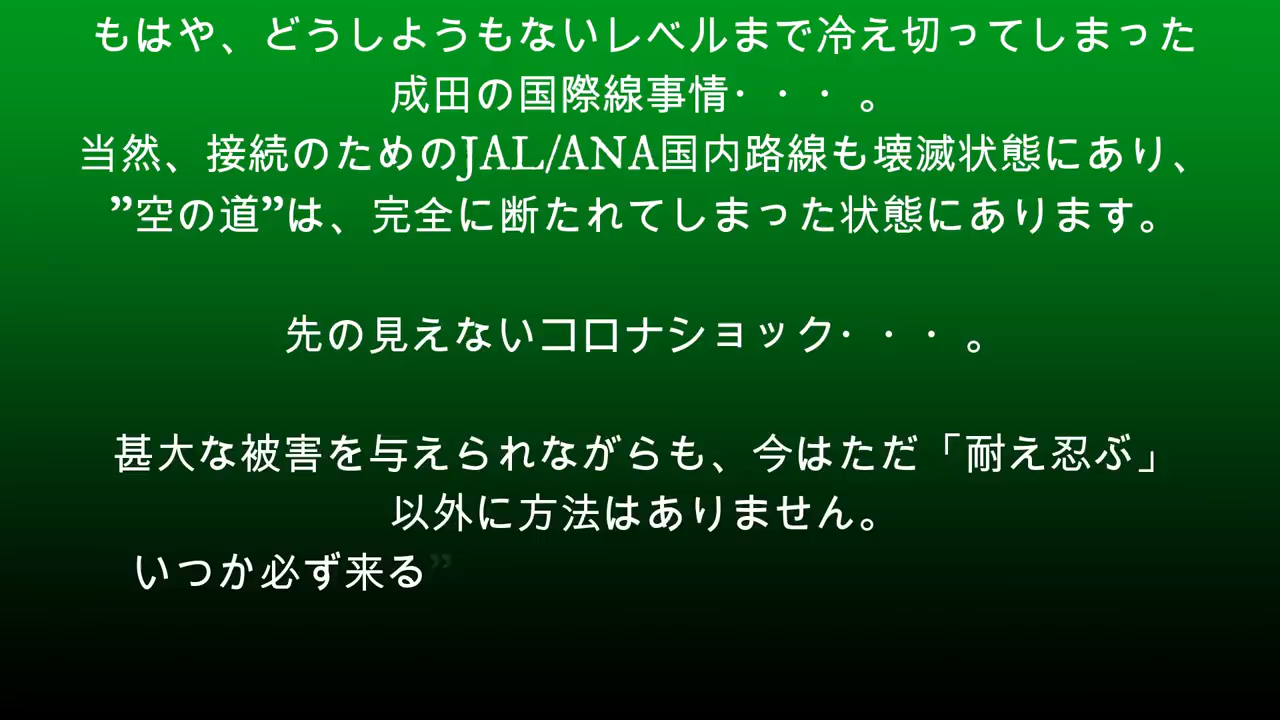 もはや、どうしようもないレベルまで冷え切ってしまった
成田の国際線事情・・・。
当然、接続のためのJAL/ANA国内路線も壊滅状態にあり、
”空の道”は、完全に断たれてしまった状態にあります。
先の見えないコロナショック・・・。
甚大な被害を与えられながらも、今はただ「耐え忍ぶ」
以外に方法はありません。
いつか必ず来る”